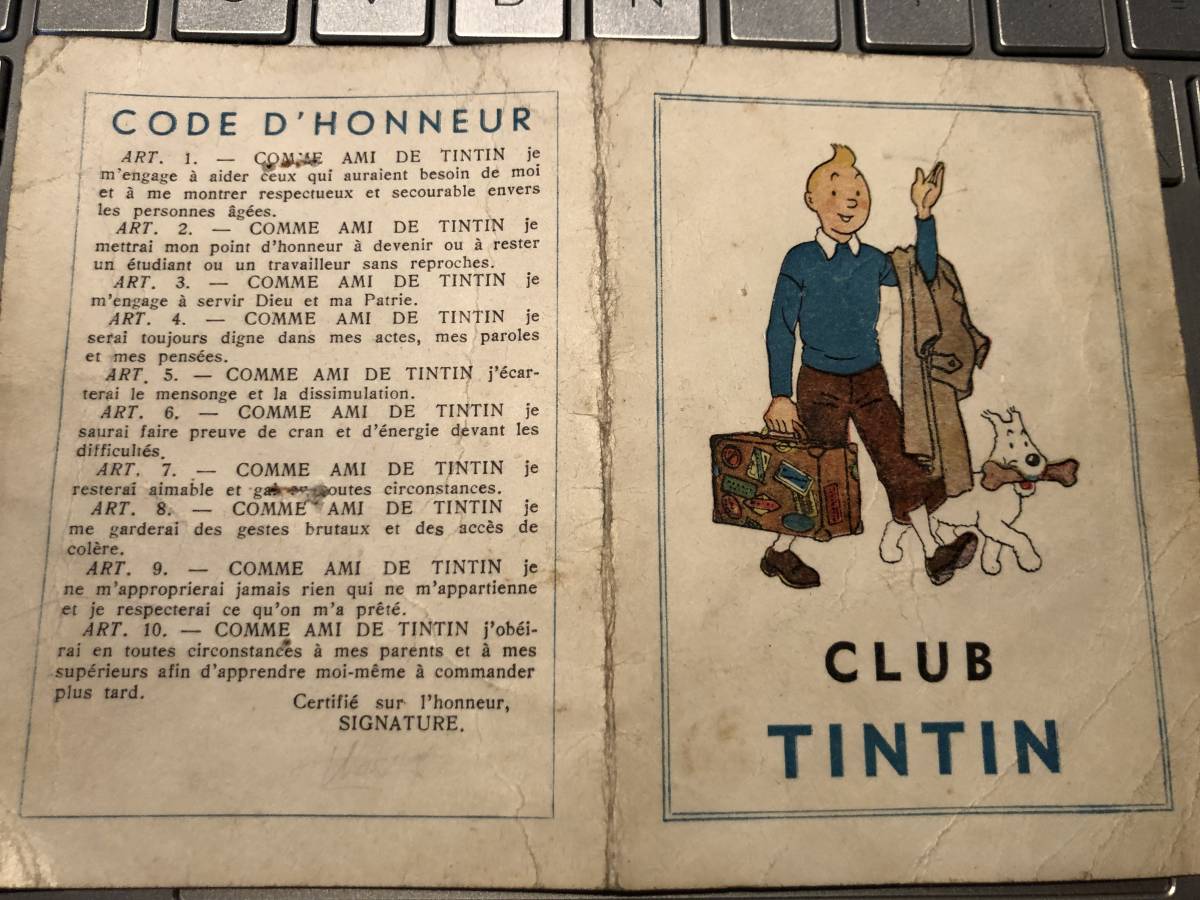 CODE D'HONNEUR
ART. 1. — COMME AMI DE TINTIN je
m'engage à aider ceux qui auraient besoin de moi
et à me montrer respectueux et secourable envers
les personnes âgées.
ART. 2. — COMME AMI DE TINTIN je
mettrai mon point d'honneur à devenir ou à rester
un étudiant ou un travailleur sans reproches.
ART. 3. — COMME AMI DE TINTIN je
m'engage à servir Dieu et ma Patrie.
ART. 4. — COMME AMI DE TINTIN je
serai toujours digne dans mes actes, mes paroles
et mes pensées.
ART. 5. — COMME AMI DE TINTIN j'écar-
terai le mensonge et la dissimulation.
ART. 6. — COMME AMI DE TINTIN je
saurai faire preuve de cran et d'énergie devant les
difficultés.
ART. 7. — COMME AMI DE TINTIN je
resterai aimable et toutes circonstances.
ART. 8. — COMME AMI DE TINTIN je
me garderai des gestes brutaux et des accès de
colère.
ART. 9. — COMME AMI DE TINTIN je
ne m'approprierai jamais rien qui ne m'appartienne
et je respecterai ce qu'on m'a prêté.
ART. 10. — COMME AMI DE TINTIN j'obéi-
rai en toutes circonstances à mes parents et à mes
supérieurs afin d'apprendre moi-même à commander
plus tard.
Certifié sur l'honneur,
SIGNATURE.
CLUB
TINTIN